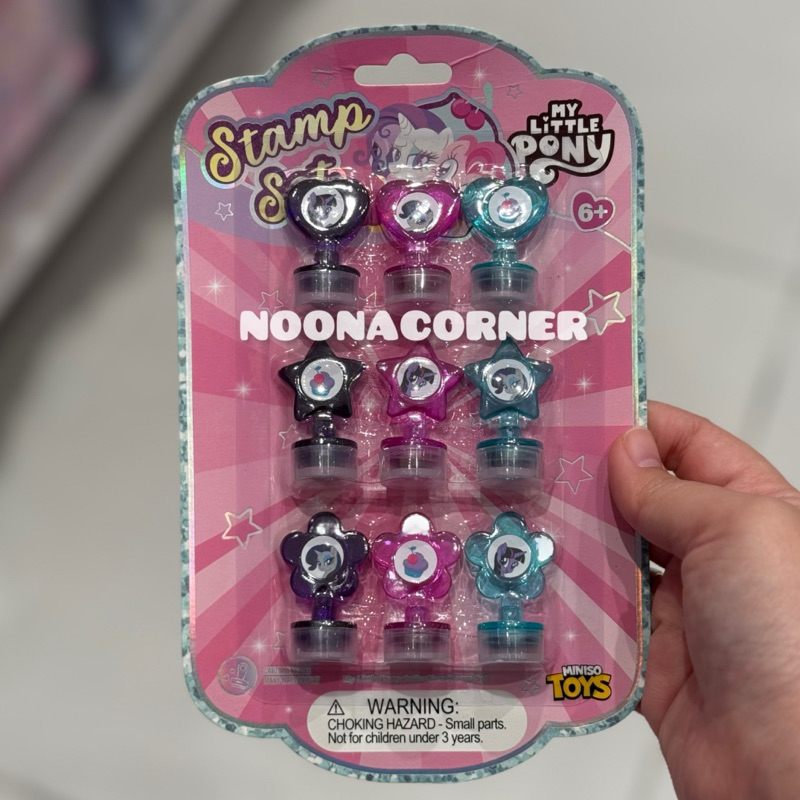 Stamp
Set
MY
LITTLE
PONY
6+
NOONACORNER
MINISO
TOYS
⚠ WARNING:
CHOKING HAZARD - Small parts.
Not for children under 3 years.